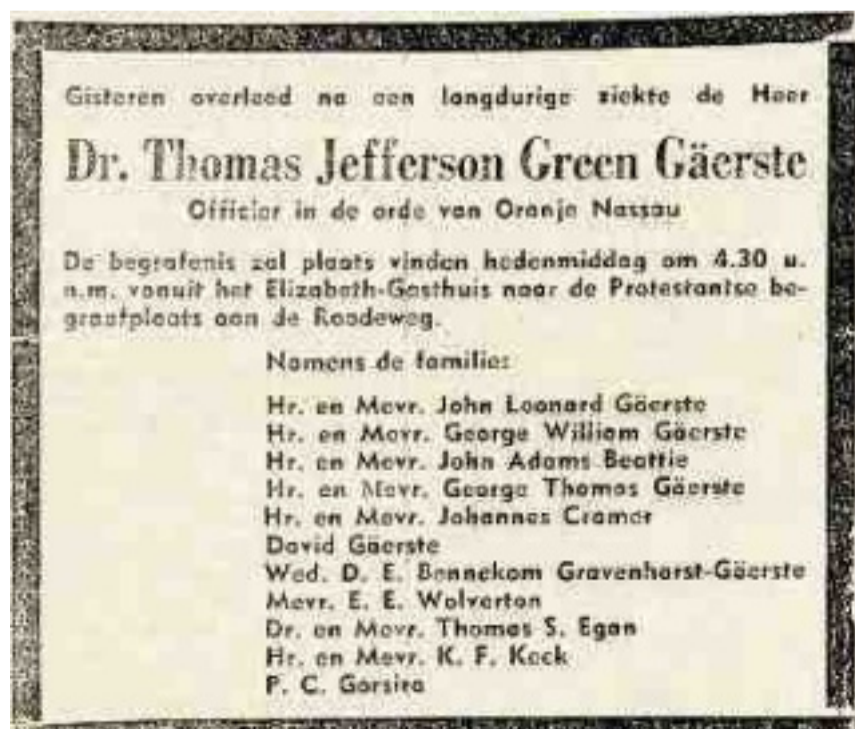 Gisteren overleed na een langdurige ziekte de Heer
Dr. Thomas Jefferson Green Gäerste
Officier in de orde van Oranje Nassau
De begrafenis zal plaats vinden hedenmiddag om 4.30 u.
n.m. vanuit het Elizabeth-Gasthuis naar de Protestantse be-
graafplaats aan de Roodeweg.
Namens de familie:
Hr. en Mevr. John Leonard Gäerste
Hr. en Mevr. George William Gäerste
Hr. en Mevr. John Adams Beattie
Hr. en Mevr. George Thomas Gäerste
Hr. en Mevr. Johannes Cramer
David Gäerste
Wed. D. E. Bennekom Gravenhorst-Gäerste
Mevr. E. E. Wolverton
Dr. en Mevr. Thomas S. Egan
Hr. en Mevr. K. F. Keck
P. C. Gorsira